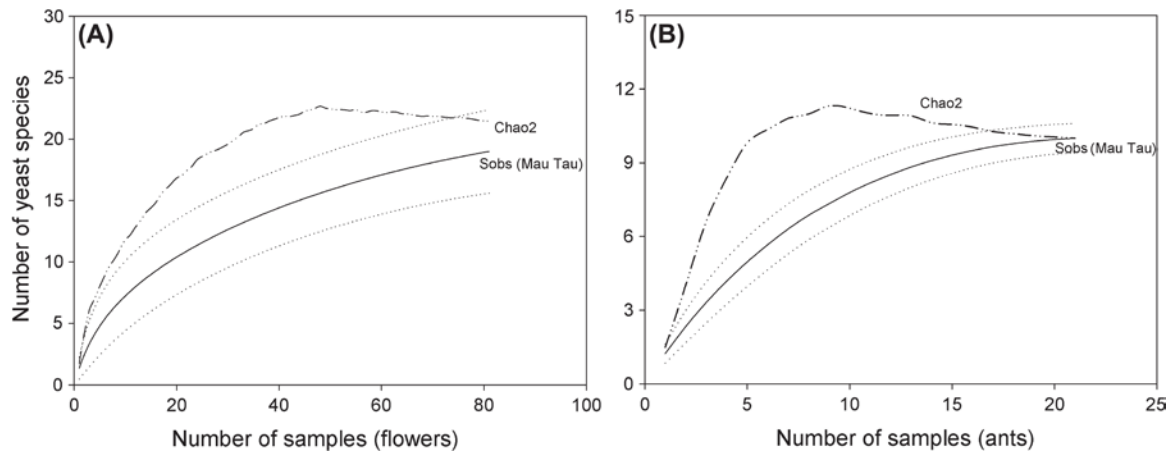 (A)
Number of yeast species
30
25
20
15
10
5
0
Chao2
Sobs (Mau Tau)
0 20 40 60 80 100
Number of samples (flowers)
(B)
15
12
9
6
3
0
Chao2
Sobs (Mau Tau)
0 5 10 15 20 25
Number of samples (ants)